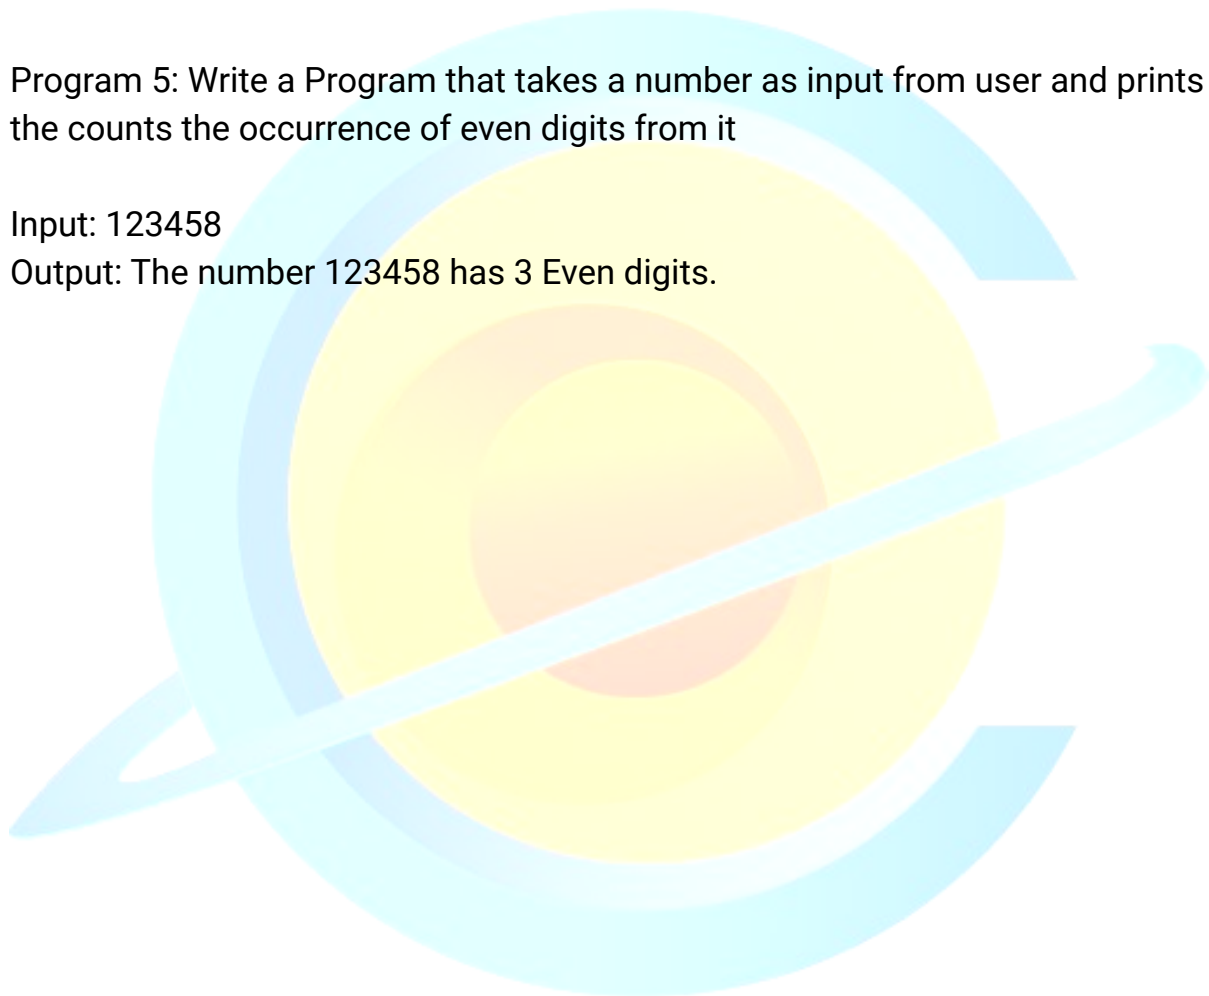 Program 5: Write a Program that takes a number as input from user and prints
the counts the occurrence of even digits from it
Input: 123458
Output: The number 123458 has 3 Even digits.